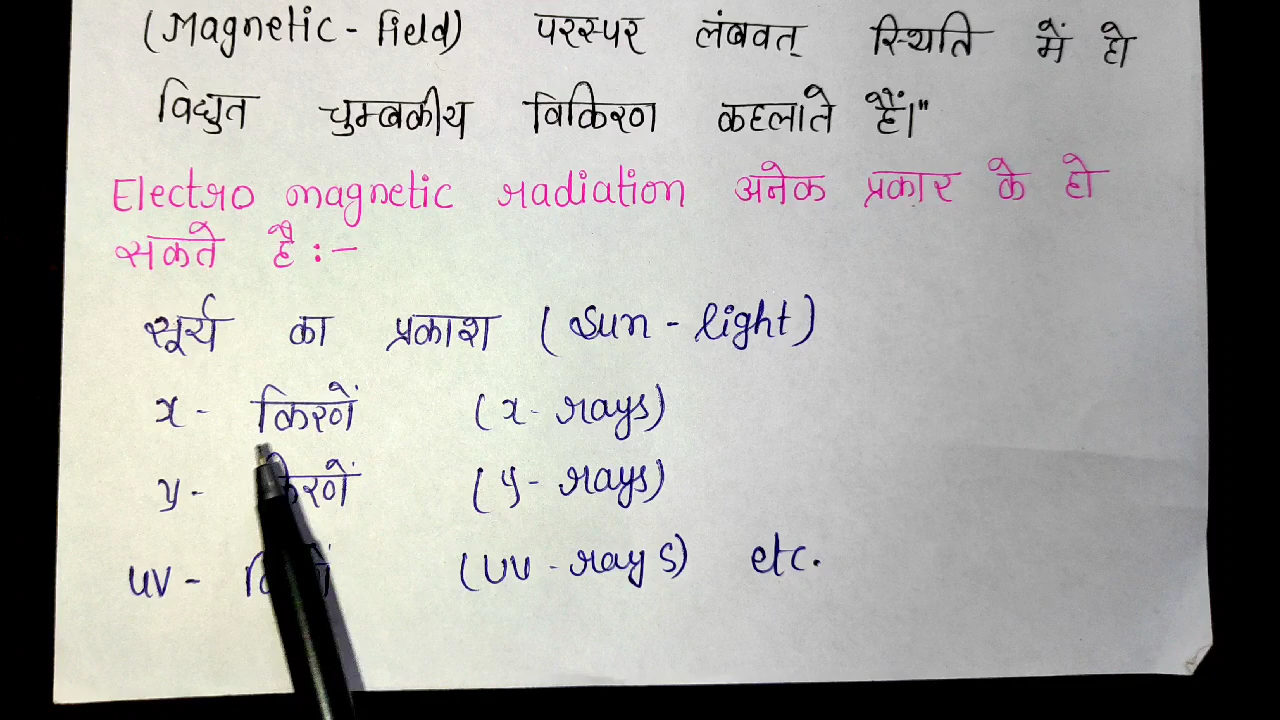 (Magnetic - Field) परस्पर लंबवत् स्थिति में हो
विद्युत चुम्बकीय विकिरण कहलाते हैं।"
Electro magnetic radiation अनेक प्रकार के हो
सकते है :-
सूर्य का प्रकाश ( Sun - light)
x - किरणें (x - rays)
y - किरणें ( y - rays)
uv - (UV - rays) etc.